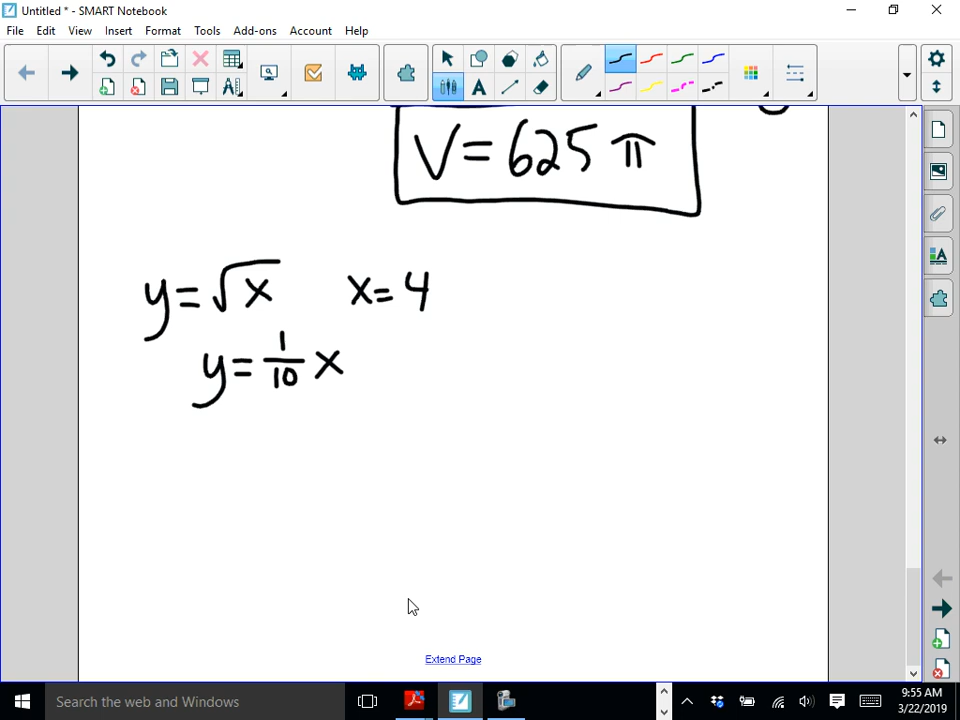 Untitled * - SMART Notebook
File Edit View Insert Format Tools Add-ons Account Help
V = 625 π
y = √x x = 4
y = 1/10 x
Extend Page
Search the web and Windows
9:55 AM
3/22/2019